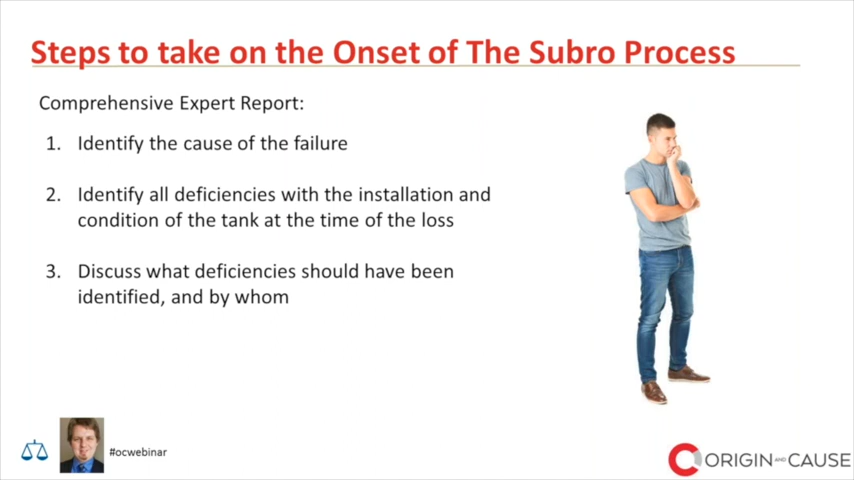 Steps to take on the Onset of The Subro Process
Comprehensive Expert Report:
1. Identify the cause of the failure
2. Identify all deficiencies with the installation and
condition of the tank at the time of the loss
3. Discuss what deficiencies should have been
identified, and by whom
#ocwebinar
ORIGIN AND CAUSE